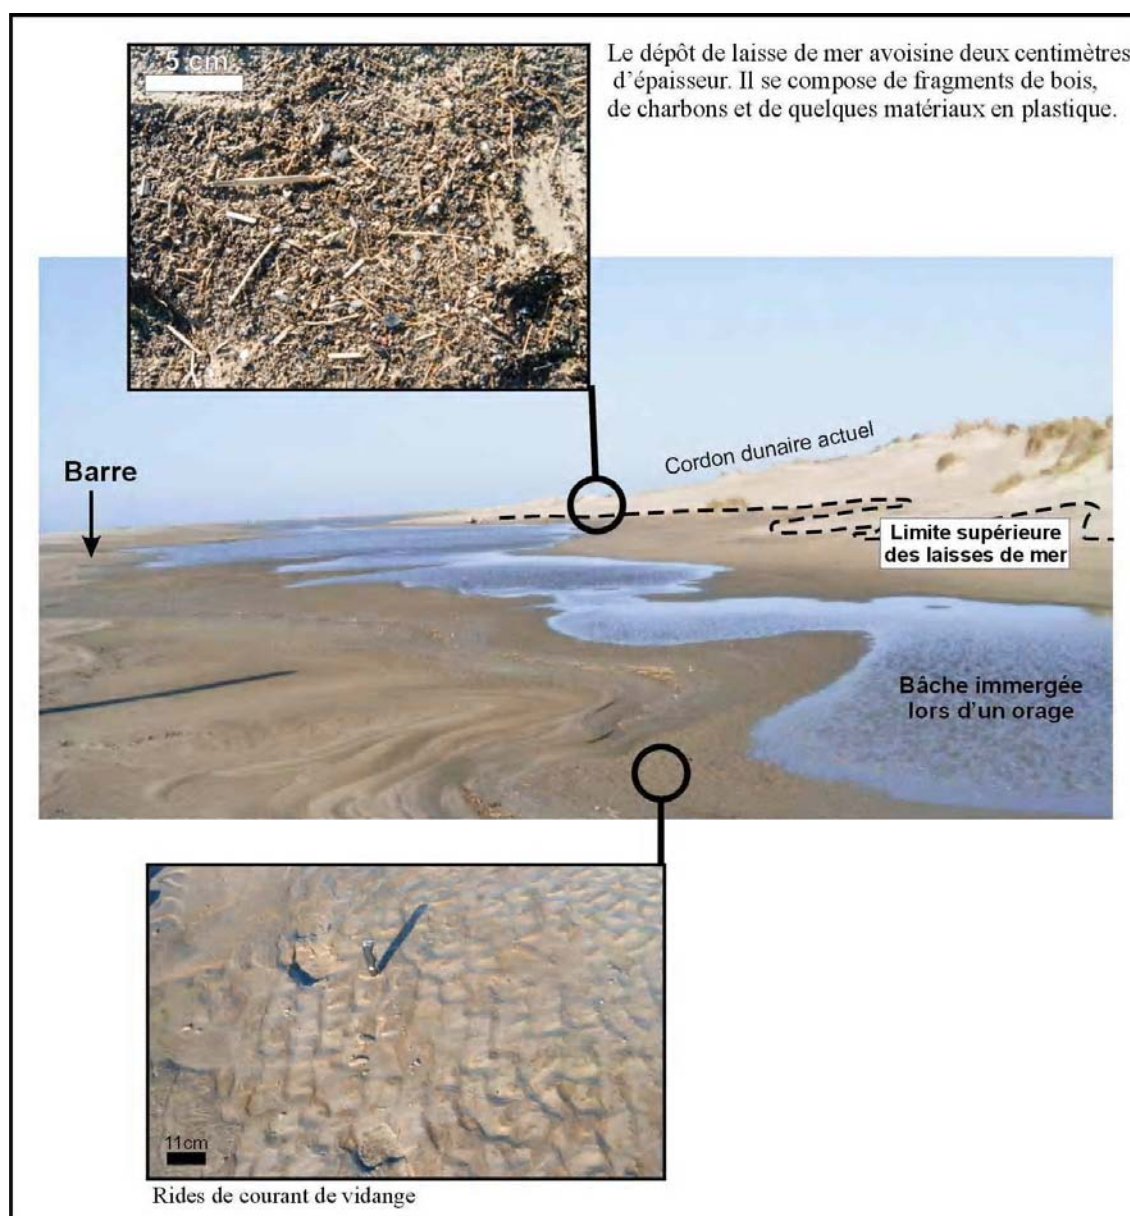 5 cm
Le dépôt de laisse de mer avoisine deux centimètres
d'épaisseur. Il se compose de fragments de bois,
de charbons et de quelques matériaux en plastique.
Cordon dunaire actuel
Barre
Limite supérieure
des laisses de mer
Bâche immergée
lors d'un orage
11cm
Rides de courant de vidange